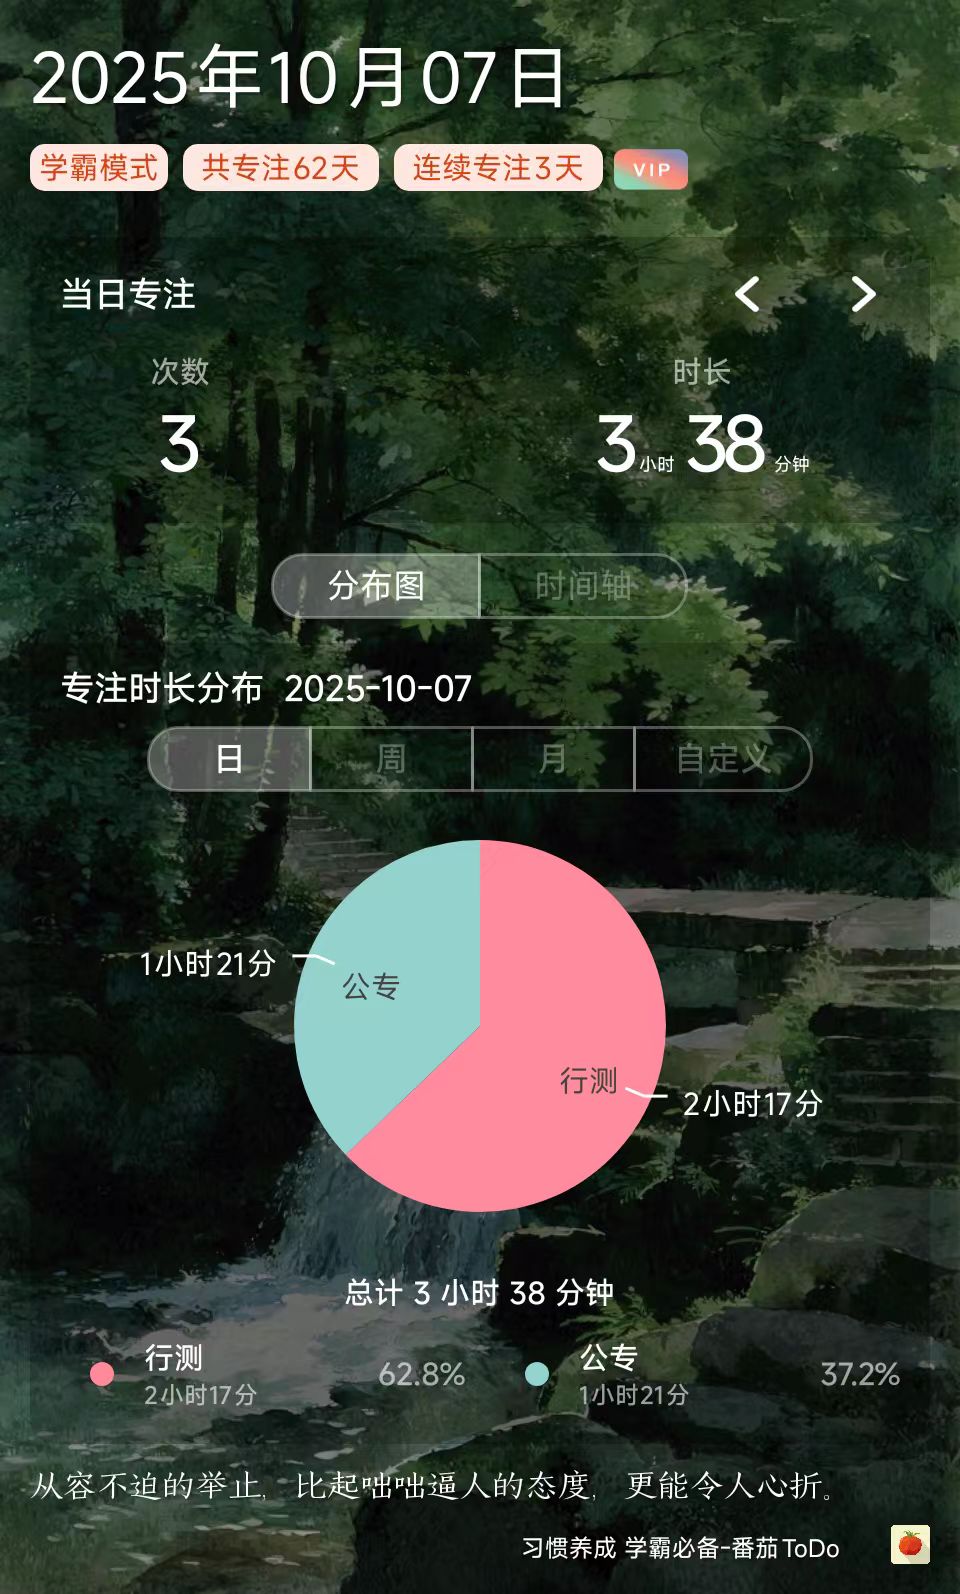 2025年10月07日
学霸模式 共专注62天 连续专注3天 VIP
当日专注
次数 时长
3 3小时38分钟
分布图 时间轴
专注时长分布 2025-10-07
日 周 月 自定义
1小时21分
公专
行测
2小时17分
总计 3 小时 38 分钟
行测 62.8% 公专 37.2%
2小时17分 1小时21分
从容不迫的举止，比起咄咄逼人的态度，更能令人心折。
习惯养成 学霸必备-番茄ToDo